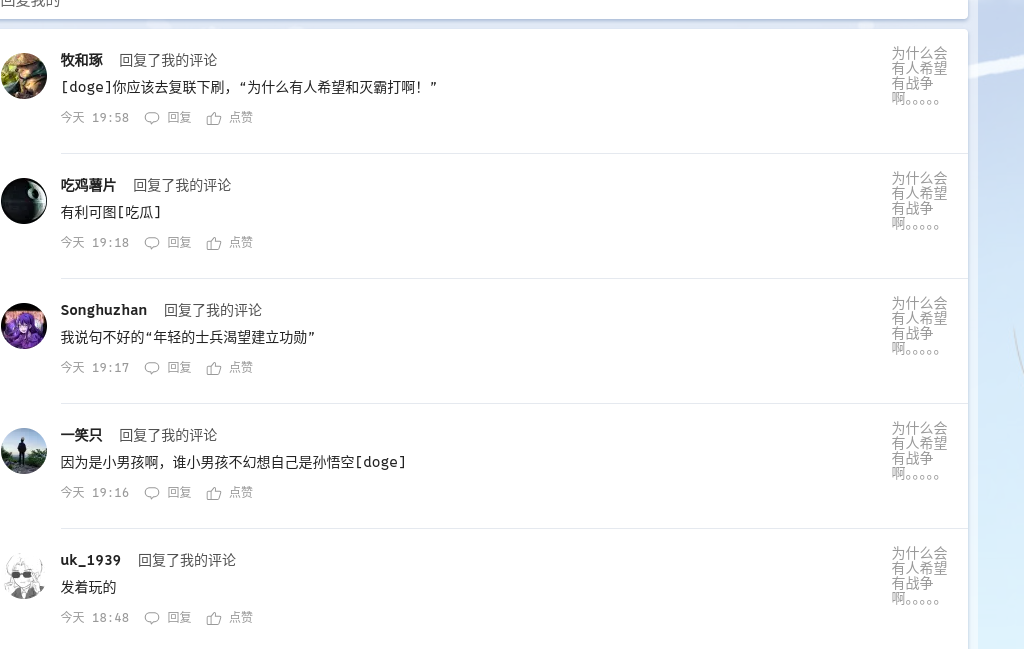 回复我的
牧和琢 回复了我的评论
[doge]你应该去复联下刷，“为什么有人希望和灭霸打啊！”
今天 19:58 回复 点赞
为什么会
有人希望
有战争
啊。。。。。
吃鸡薯片 回复了我的评论
有利可图[吃瓜]
今天 19:18 回复 点赞
为什么会
有人希望
有战争
啊。。。。。
Songhuzhan 回复了我的评论
我说句不好的“年轻的士兵渴望建立功勋”
今天 19:17 回复 点赞
为什么会
有人希望
有战争
啊。。。。。
一笑只 回复了我的评论
因为是小男孩啊，谁小男孩不幻想自己是孙悟空[doge]
今天 19:16 回复 点赞
为什么会
有人希望
有战争
啊。。。。。
uk_1939 回复了我的评论
发着玩的
今天 18:48 回复 点赞
为什么会
有人希望
有战争
啊。。。。。